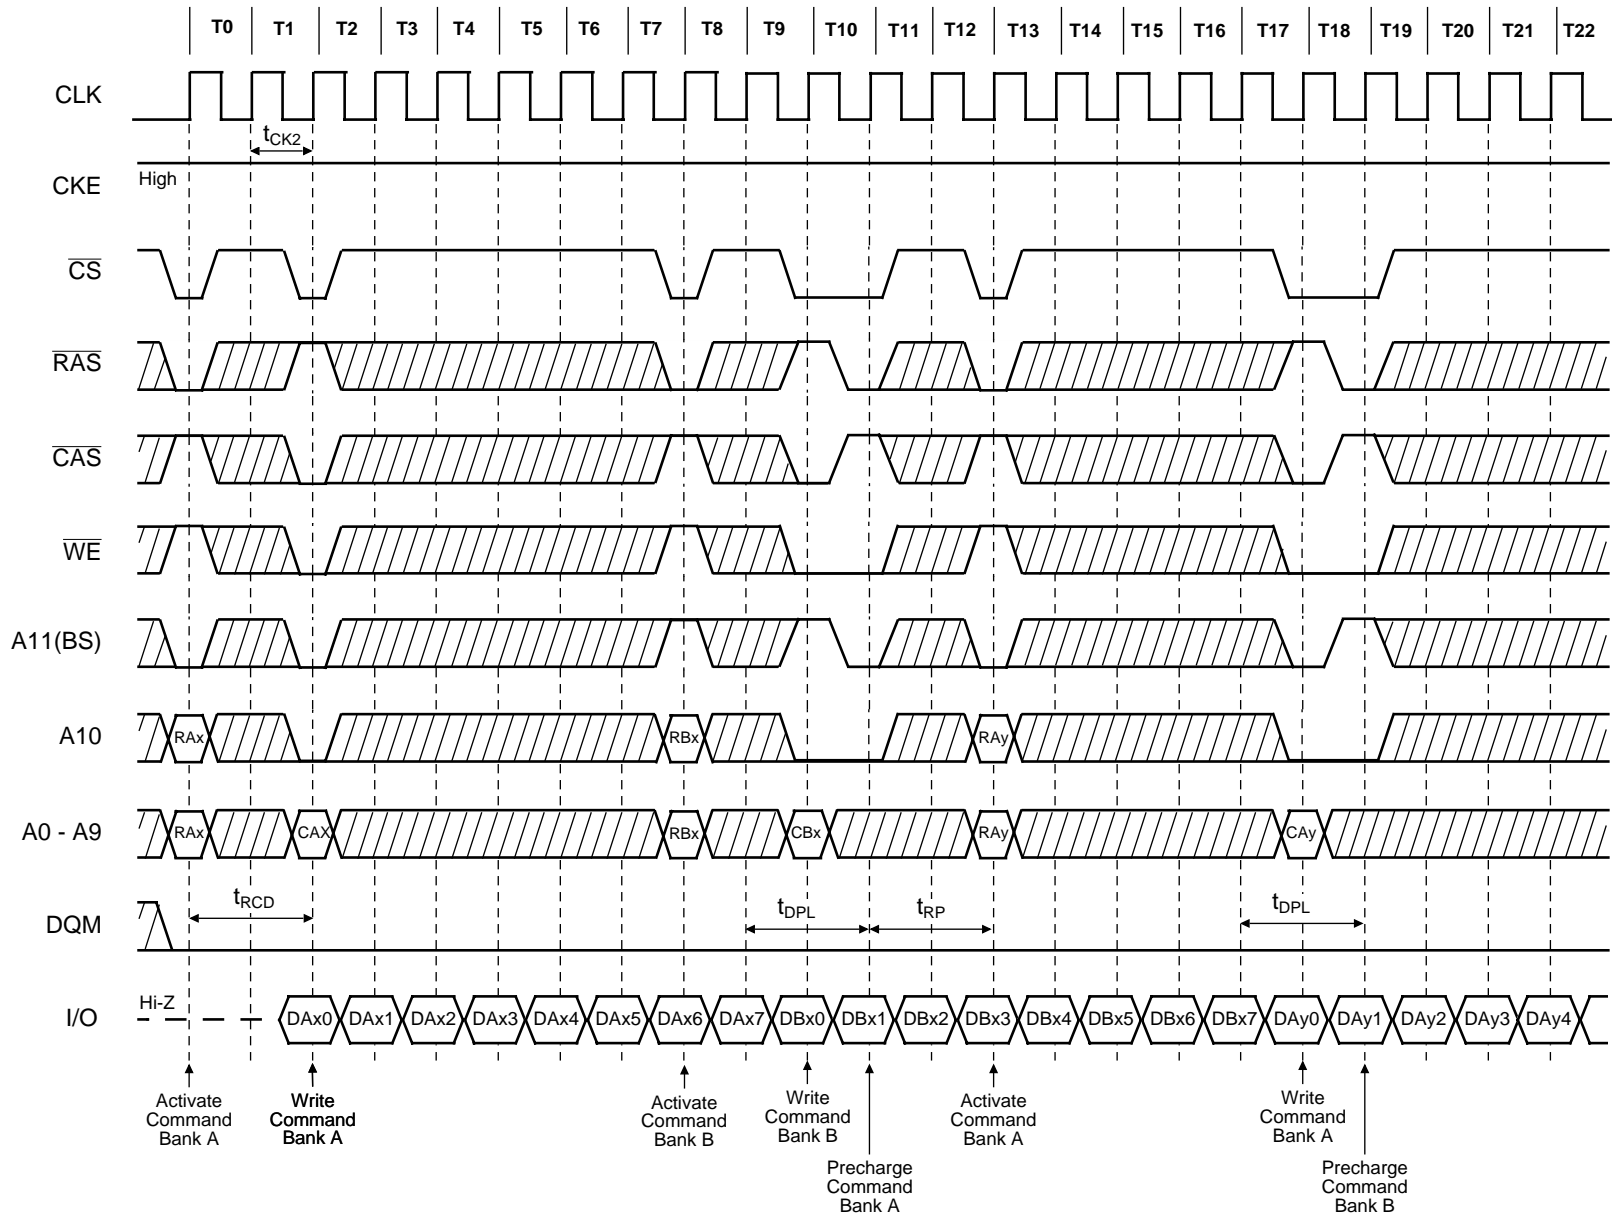 T0 T1 T2 T3 T4 T5 T6 T7 T8 T9 T10 T11 T12 T13 T14 T15 T16 T17 T18 T19 T20 T21 T22
CLK
tCK2
CKE
High
CS
RAS
CAS
WE
A11(BS)
A10
RAx RBx RAy
A0 - A9
RAx CAX RBx CBx RAy CAy
DQM
tRCD tDPL tRP tDPL
I/O
Hi-Z
DAx0 DAx1 DAx2 DAx3 DAx4 DAx5 DAx6 DAx7 DBx0 DBx1 DBx2 DBx3 DBx4 DBx5 DBx6 DBx7 DAy0 DAy1 DAy2 DAy3 DAy4
Activate
Command
Bank A
Write
Command
Bank A
Activate
Command
Bank B
Write
Command
Bank B
Precharge
Command
Bank A
Activate
Command
Bank A
Write
Command
Bank A
Precharge
Command
Bank B